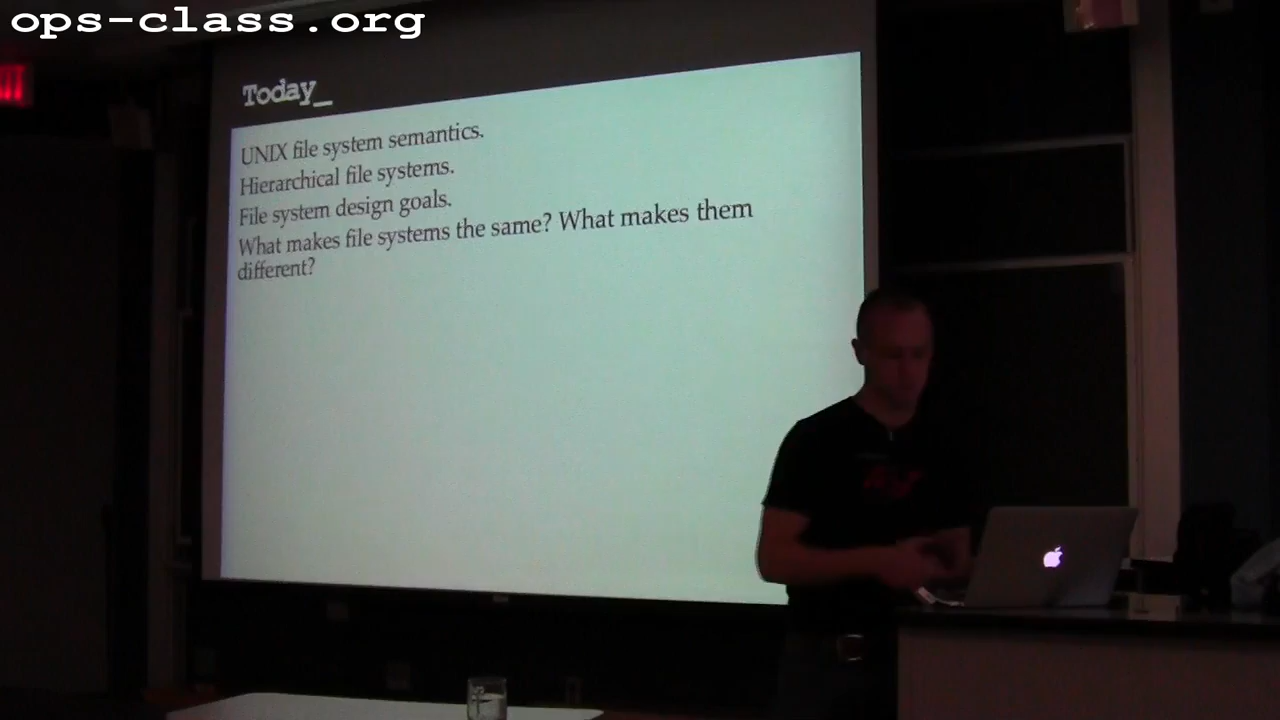 ops-class.org
Today_
UNIX file system semantics.
Hierarchical file systems.
File system design goals.
What makes file systems the same? What makes them
different?